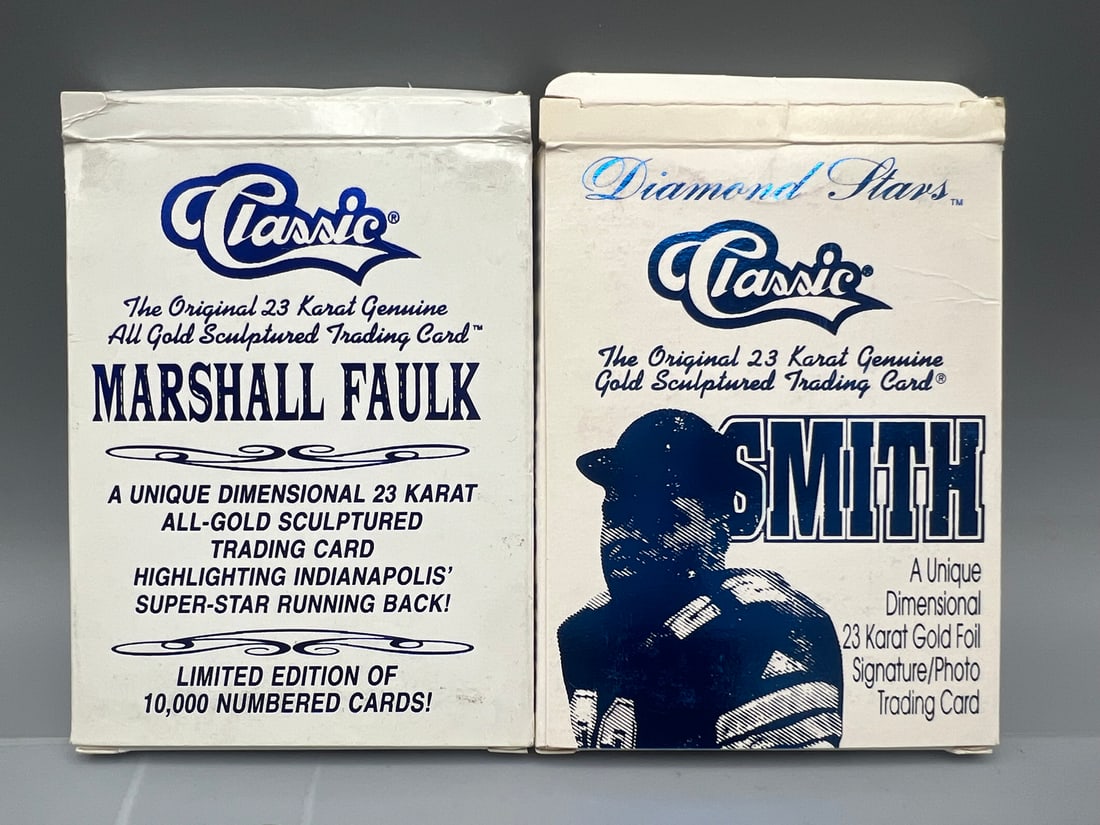 Classic®
The Original 23 Karat Genuine
All Gold Sculptured Trading Card™
MARSHALL FAULK
A UNIQUE DIMENSIONAL 23 KARAT
ALL-GOLD SCULPTURED
TRADING CARD
HIGHLIGHTING INDIANAPOLIS'
SUPER-STAR RUNNING BACK!
LIMITED EDITION OF
10,000 NUMBERED CARDS!
Diamond Stars™
Classic®
The Original 23 Karat Genuine
Gold Sculptured Trading Card®
SMITH
A Unique
Dimensional
23 Karat Gold Foil
Signature/Photo
Trading Card